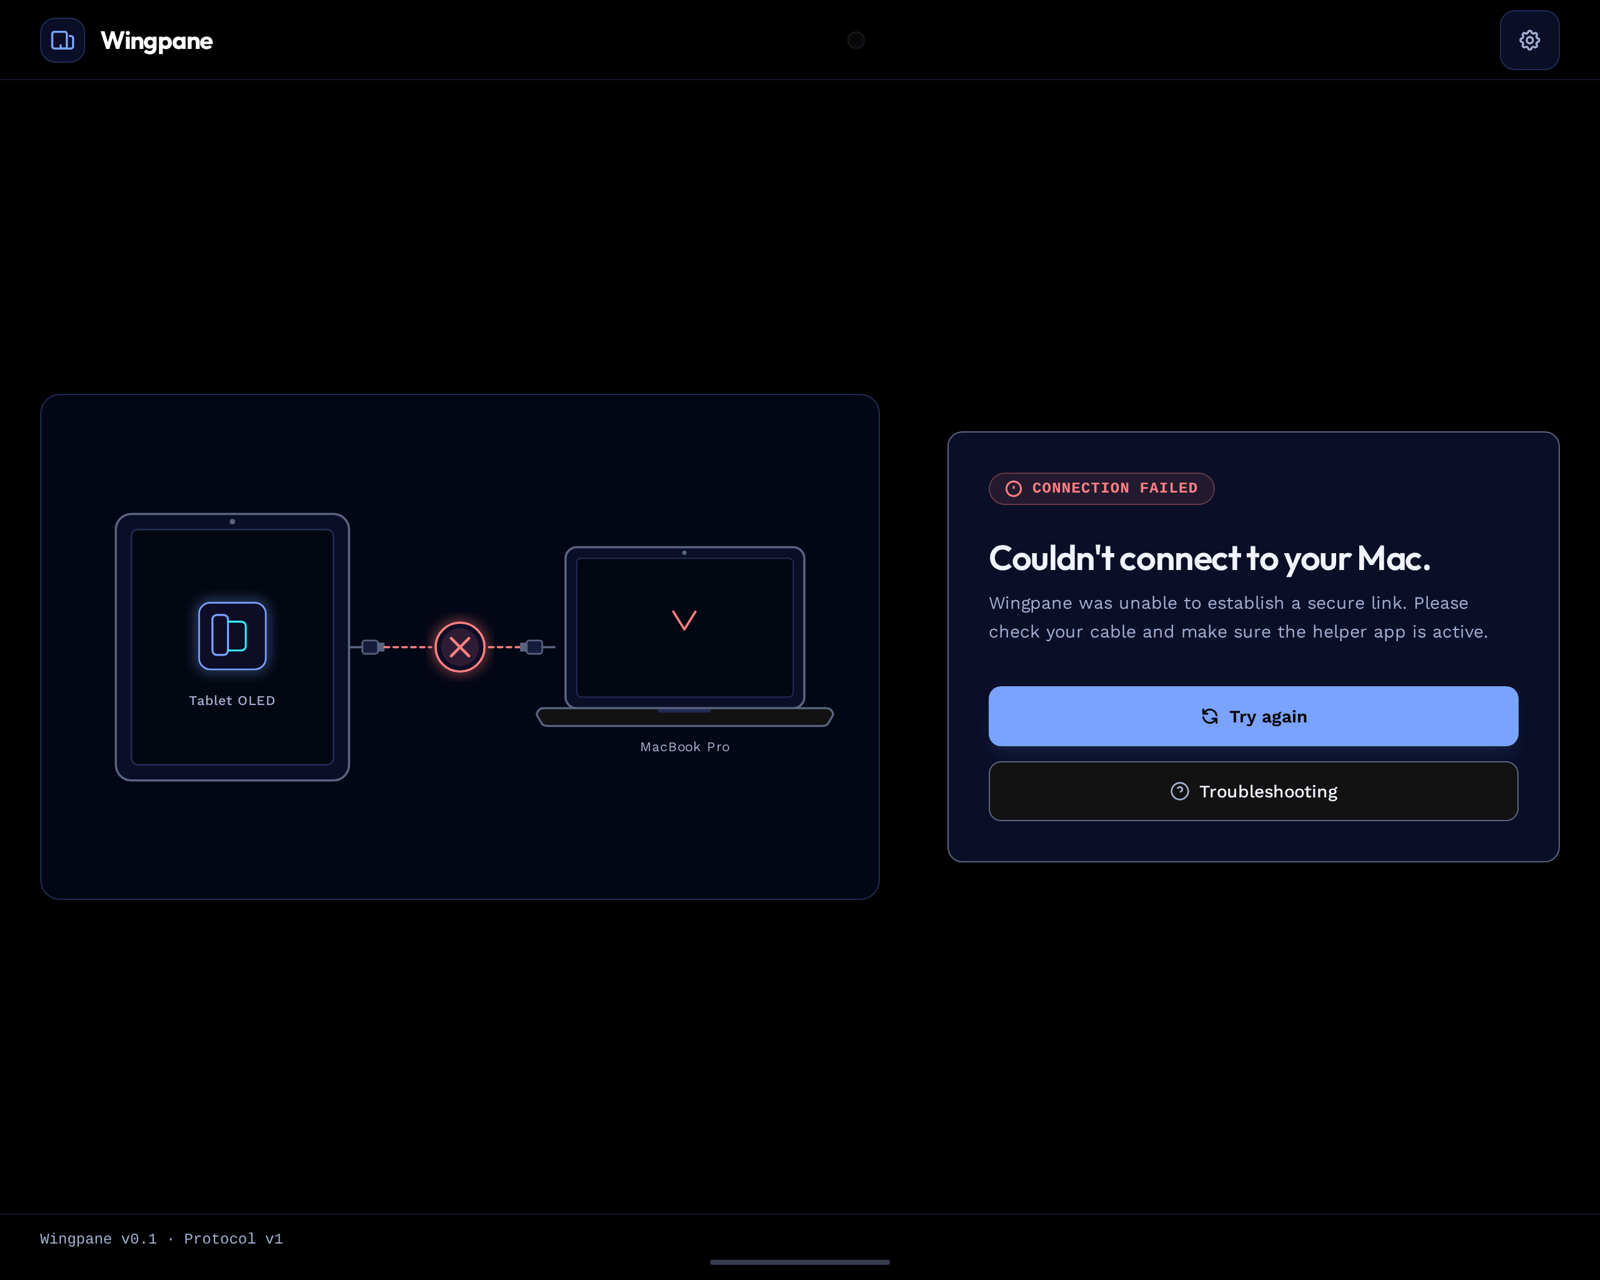 Wingpane
Tablet OLED
MacBook Pro
CONNECTION FAILED
Couldn't connect to your Mac.
Wingpane was unable to establish a secure link. Please
check your cable and make sure the helper app is active.
Try again
Troubleshooting
Wingpane v0.1 · Protocol v1